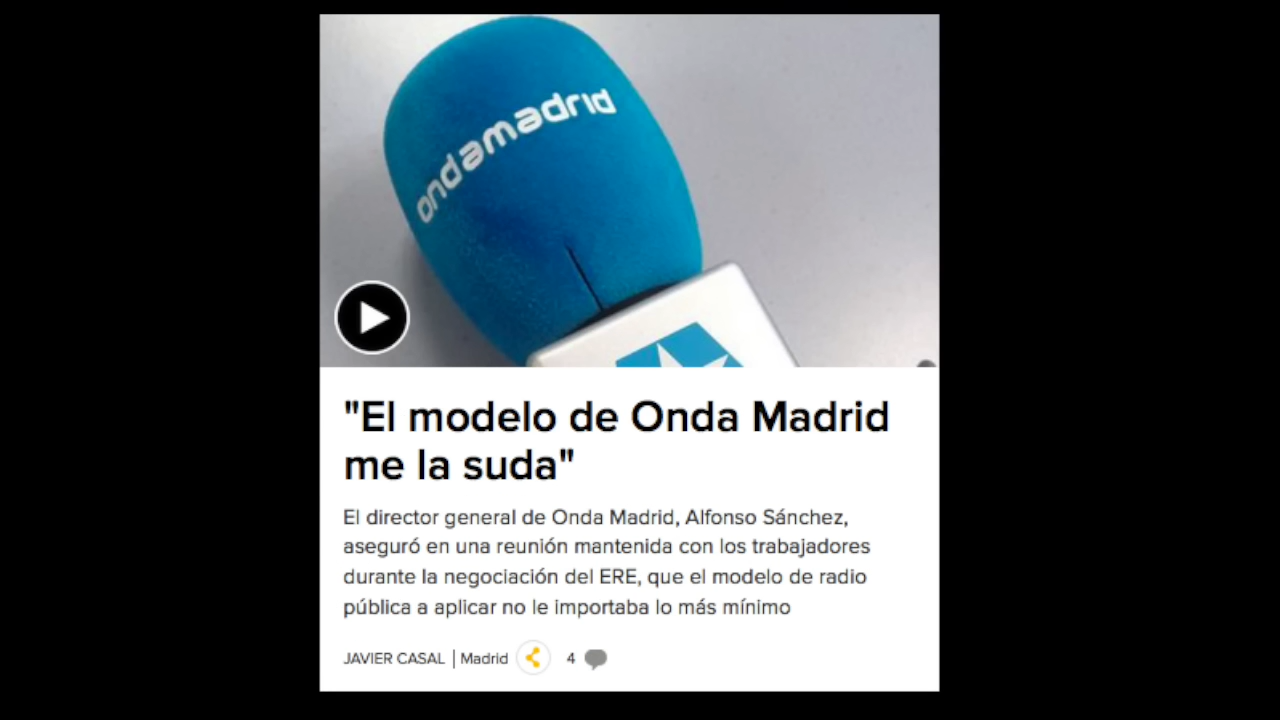 ondamadrid
"El modelo de Onda Madrid
me la suda"
El director general de Onda Madrid, Alfonso Sánchez,
aseguró en una reunión mantenida con los trabajadores
durante la negociación del ERE, que el modelo de radio
pública a aplicar no le importaba lo más mínimo
JAVIER CASAL | Madrid 4